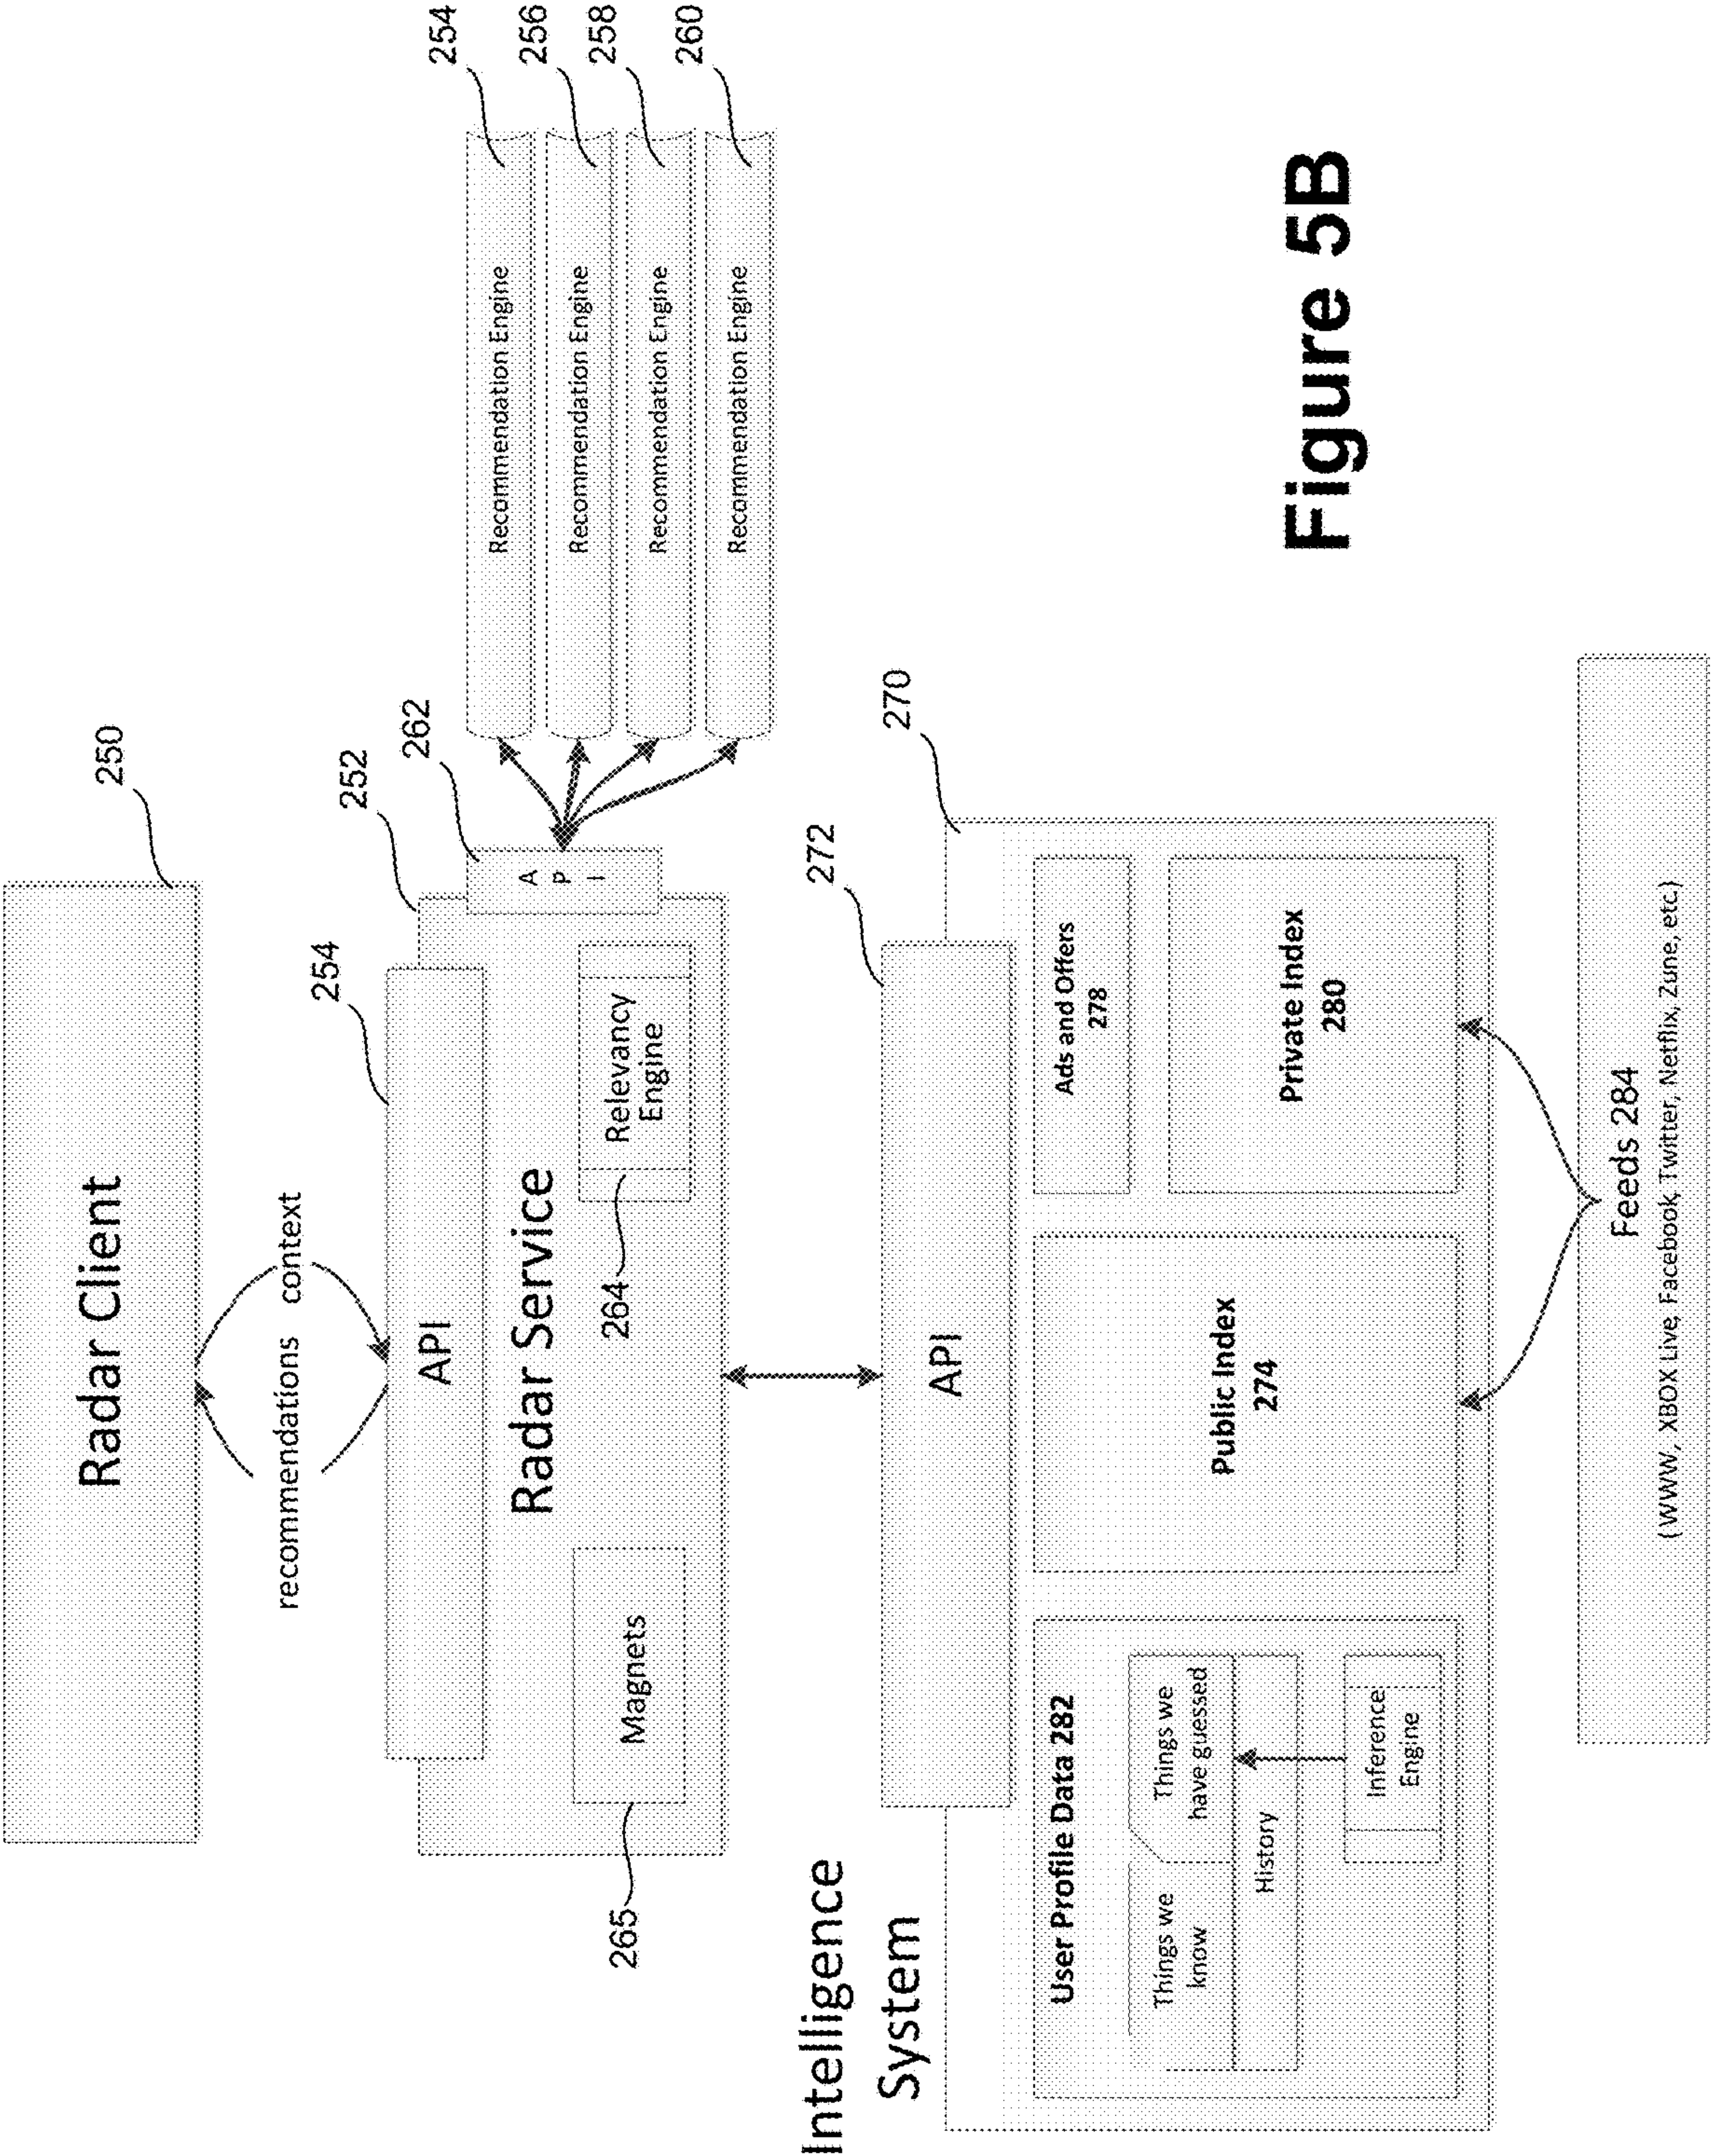 250
Radar Client
recommendations
context
252
254
262
API
A
P
I
Radar Service
Magnets
265
Relevancy
Engine
264
254
256
258
260
Recommendation Engine
Recommendation Engine
Recommendation Engine
Recommendation Engine
Intelligence
System
272
270
API
User Profile Data 282
Things we
know
Things we
have guessed
History
Inference
Engine
Public Index
274
Ads and Offers
278
Private Index
280
Feeds 284
(WWW, XBOX Live, Facebook, Twitter, Netflix, Zune, etc.)
Figure 5B